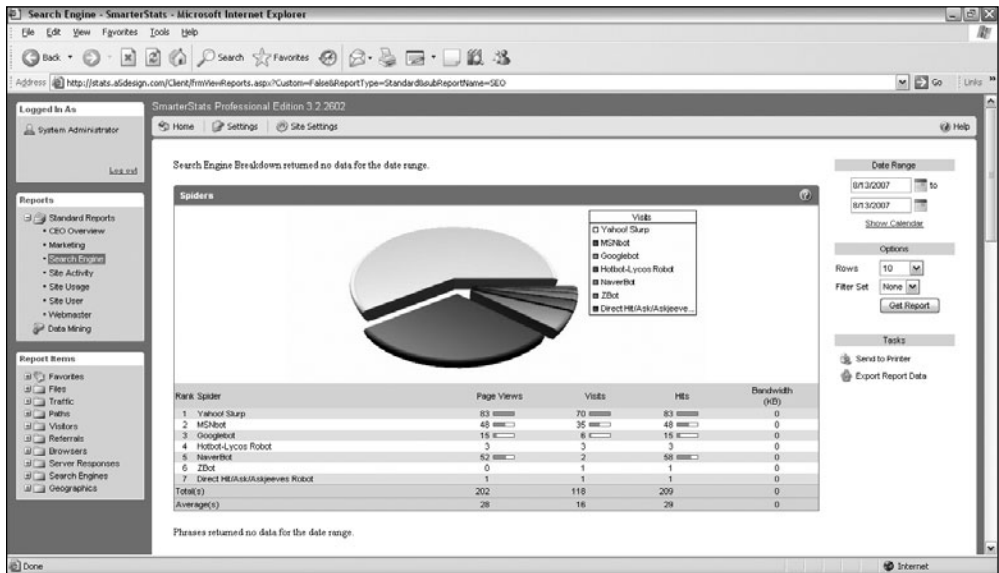 Search Engine - SmarterStats - Microsoft Internet Explorer
File Edit View Favorites Tools Help
Back Search Favorites
Address http://stats.a5design.com/Client/frmViewReports.aspx?Custom=False&ReportType=Standard&subReportName=SEO Go Links
Logged In As
System Administrator
Log out
SmarterStats Professional Edition 3.2.2602
Home Settings Site Settings Help
Reports
Standard Reports
• CEO Overview
• Marketing
• Search Engine
• Site Activity
• Site Usage
• Site User
• Webmaster
Data Mining
Report Items
Favorites
Files
Traffic
Paths
Visitors
Referrals
Browsers
Server Responses
Search Engines
Geographics
Search Engine Breakdown returned no data for the date range.
Spiders
Visits
Yahoo! Slurp
MSNbot
Googlebot
Hotbot-Lycos Robot
NaverBot
ZBot
Direct Hit/Ask/Askjeeve...
Rank Spider Page Views Visits Hits Bandwidth (KB)
1 Yahoo! Slurp 83 70 83 0
2 MSNbot 48 35 48 0
3 Googlebot 15 6 15 0
4 Hotbot-Lycos Robot 3 3 3 0
5 NaverBot 52 2 58 0
6 ZBot 0 1 1 0
7 Direct Hit/Ask/Askjeeves Robot 1 1 1 0
Total(s) 202 118 209 0
Average(s) 28 16 29 0
Phrases returned no data for the date range.
Date Range
8/13/2007 to
8/13/2007
Show Calendar
Options
Rows 10
Filter Set None
Get Report
Tasks
Send to Printer
Export Report Data
Done Internet